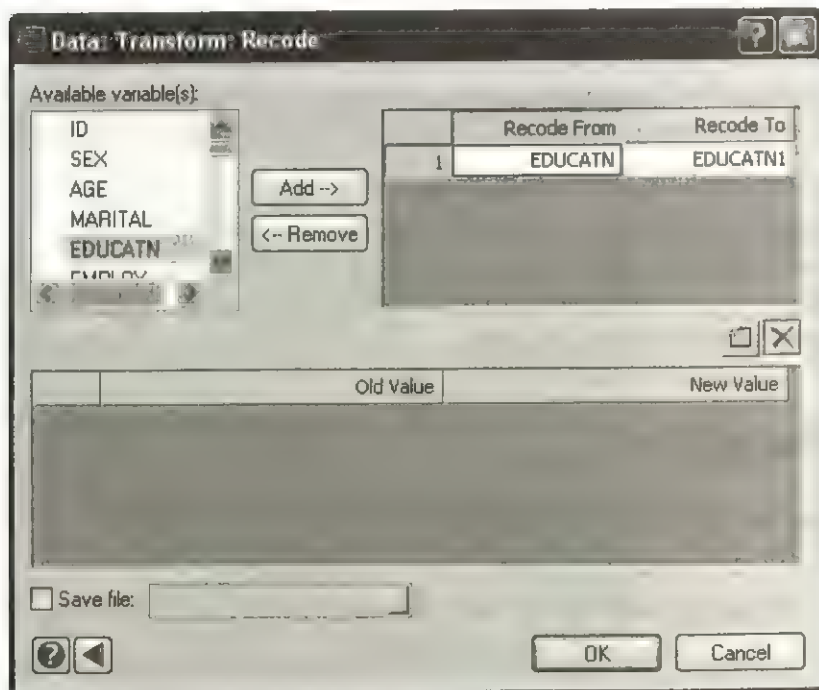 Data: Transform: Recode
Available variable(s):
ID
SEX
AGE
MARITAL
EDUCATN
EMPLOY
Add -->
<-- Remove
Recode From Recode To
1 EDUCATN EDUCATN1
Old Value New Value
Save file:
OK
Cancel